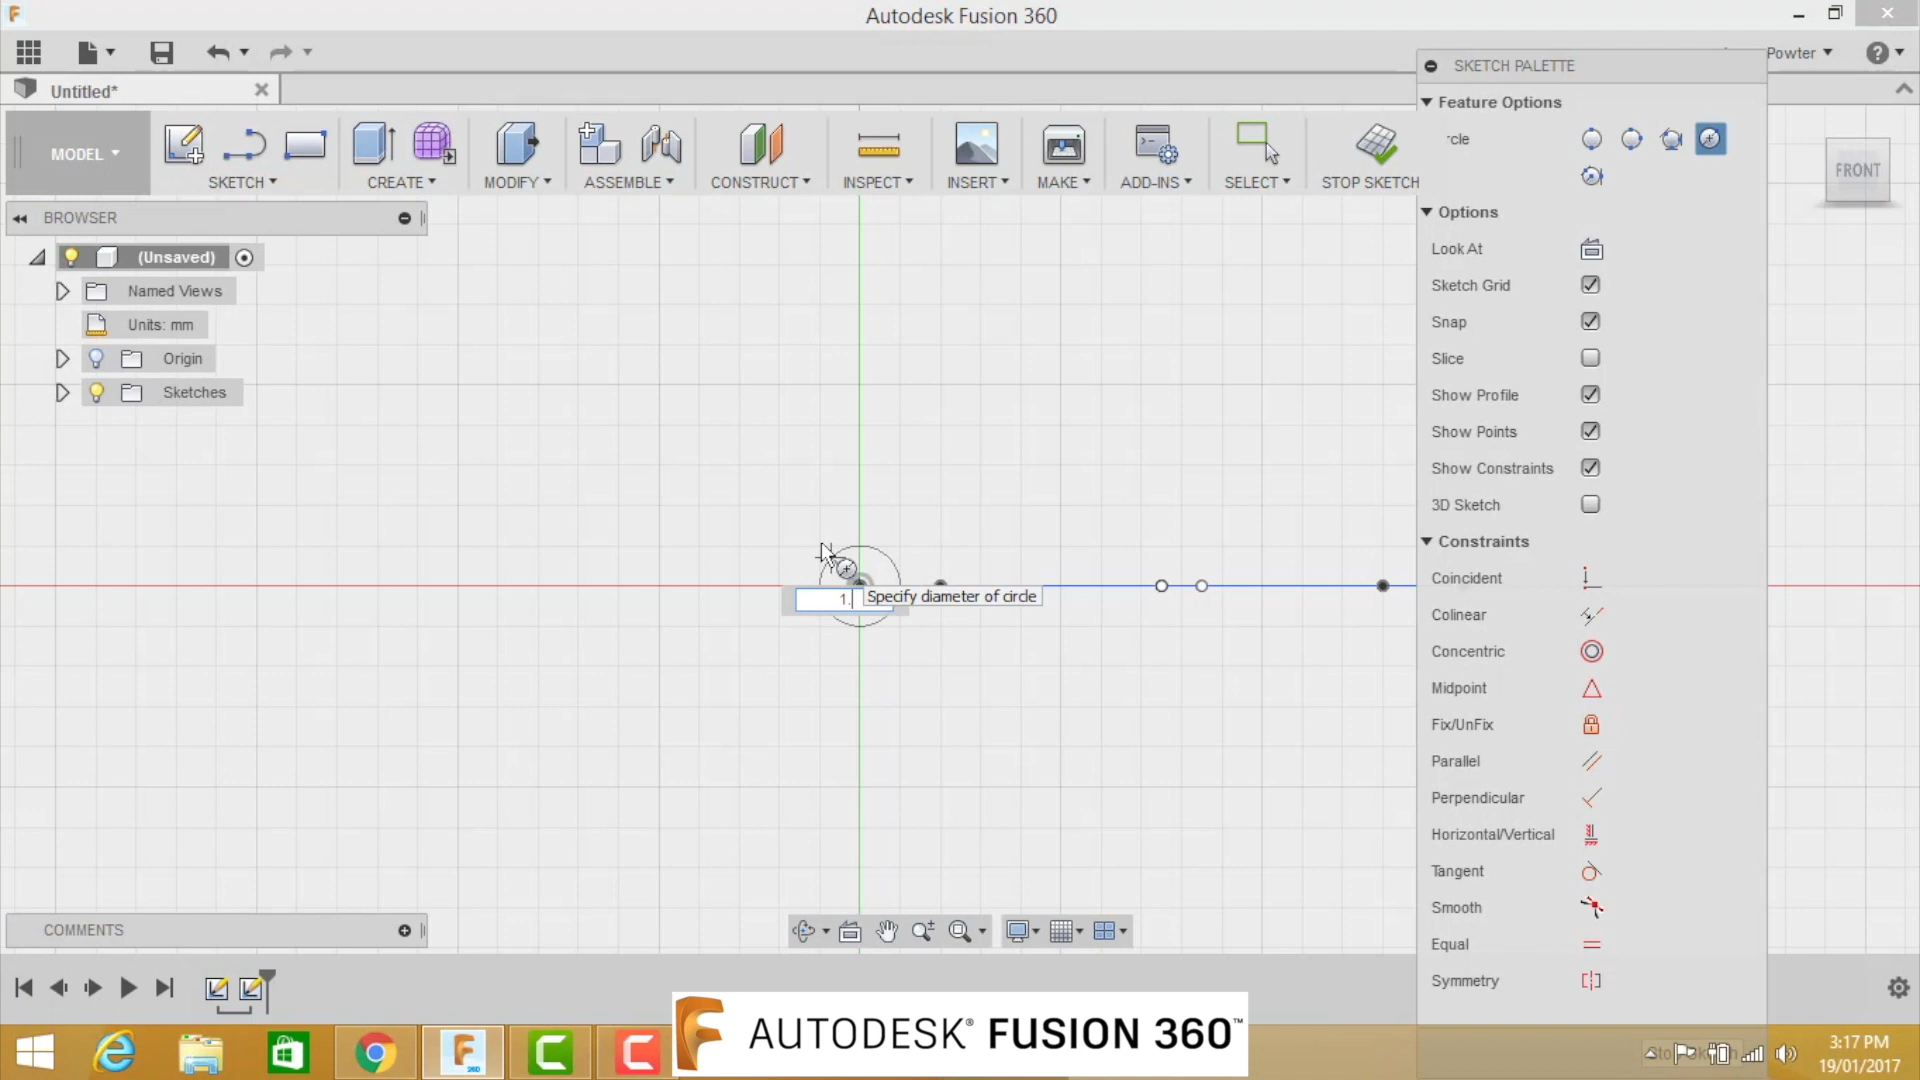 Autodesk Fusion 360
Powter
Untitled*
SKETCH PALETTE
Feature Options
rcle
MODEL
SKETCH
CREATE
MODIFY
ASSEMBLE
CONSTRUCT
INSPECT
INSERT
MAKE
ADD-INS
SELECT
STOP SKETCH
FRONT
BROWSER
(Unsaved)
Named Views
Units: mm
Origin
Sketches
Options
Look At
Sketch Grid
Snap
Slice
Show Profile
Show Points
Show Constraints
3D Sketch
Constraints
Coincident
Colinear
Concentric
Midpoint
Fix/UnFix
Parallel
Perpendicular
Horizontal/Vertical
Tangent
Smooth
Equal
Symmetry
1.
Specify diameter of circle
COMMENTS
AUTODESK® FUSION 360™
360
3:17 PM
19/01/2017